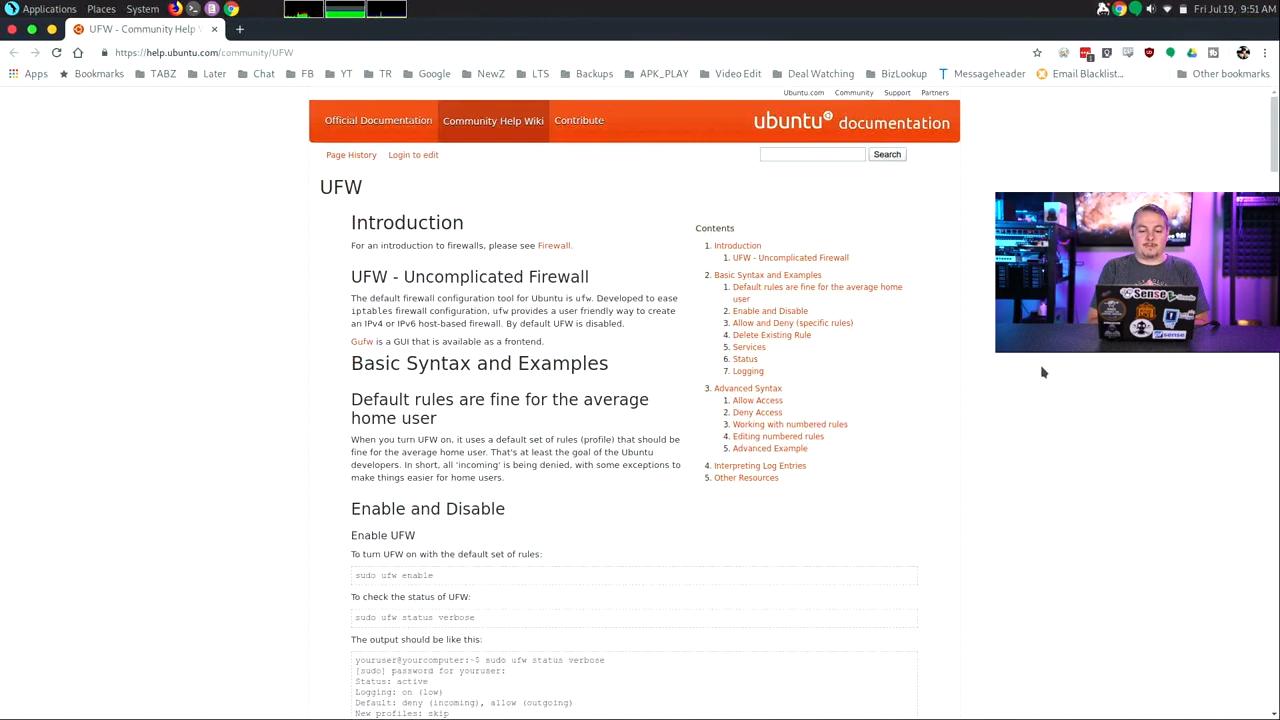 Applications Places System Fri Jul19, 9:51 AM
UFW - Community Help W
https://help.ubuntu.com/community/UFW
Apps Bookmarks TABZ Later Chat FB YT TR Google NewZ LTS Backups APK_PLAY Video Edit Deal Watching BizLookup Messageheader Email Blacklist... Other bookmarks
Ubuntu.com Community Support Partners
Official Documentation Community Help Wiki Contribute ubuntu documentation
Page History Login to edit Search
UFW
Introduction
For an introduction to firewalls, please see Firewall.
UFW - Uncomplicated Firewall
The default firewall configuration tool for Ubuntu is ufw. Developed to ease
iptables firewall configuration, ufw provides a user friendly way to create
an IPv4 or IPv6 host-based firewall. By default UFW is disabled.
Gufw is a GUI that is available as a frontend.
Basic Syntax and Examples
Default rules are fine for the average
home user
When you turn UFW on, it uses a default set of rules (profile) that should be
fine for the average home user. That's at least the goal of the Ubuntu
developers. In short, all 'incoming' is being denied, with some exceptions to
make things easier for home users.
Enable and Disable
Enable UFW
To turn UFW on with the default set of rules:
sudo ufw enable
To check the status of UFW:
sudo ufw status verbose
The output should be like this:
youruser@yourcomputer:~$ sudo ufw status verbose
[sudo] password for youruser:
Status: active
Logging: on (low)
Default: deny (incoming), allow (outgoing)
New profiles: skip
Contents
1. Introduction
1. UFW - Uncomplicated Firewall
2. Basic Syntax and Examples
1. Default rules are fine for the average home
user
2. Enable and Disable
3. Allow and Deny (specific rules)
4. Delete Existing Rule
5. Services
6. Status
7. Logging
3. Advanced Syntax
1. Allow Access
2. Deny Access
3. Working with numbered rules
4. Editing numbered rules
5. Advanced Example
4. Interpreting Log Entries
5. Other Resources